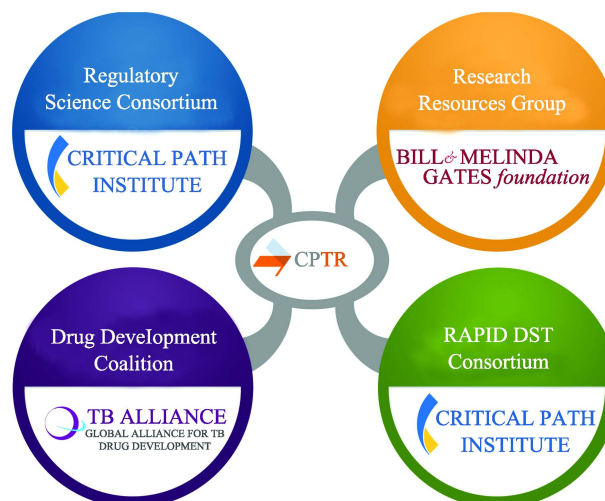 Regulatory
Science Consortium
CRITICAL PATH
INSTITUTE
Research
Resources Group
BILL & MELINDA
GATES foundation
CPTR
Drug Development
Coalition
TB ALLIANCE
GLOBAL ALLIANCE FOR TB
DRUG DEVELOPMENT
RAPID DST
Consortium
CRITICAL PATH
INSTITUTE